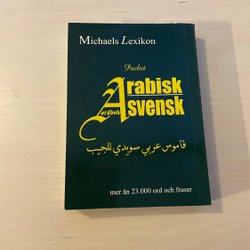 Michaels Lexikon
Pocket
Arabisk
ordbok
svensk
قاموس عربي سويدي للجيب
mer än 23.000 ord och fraser